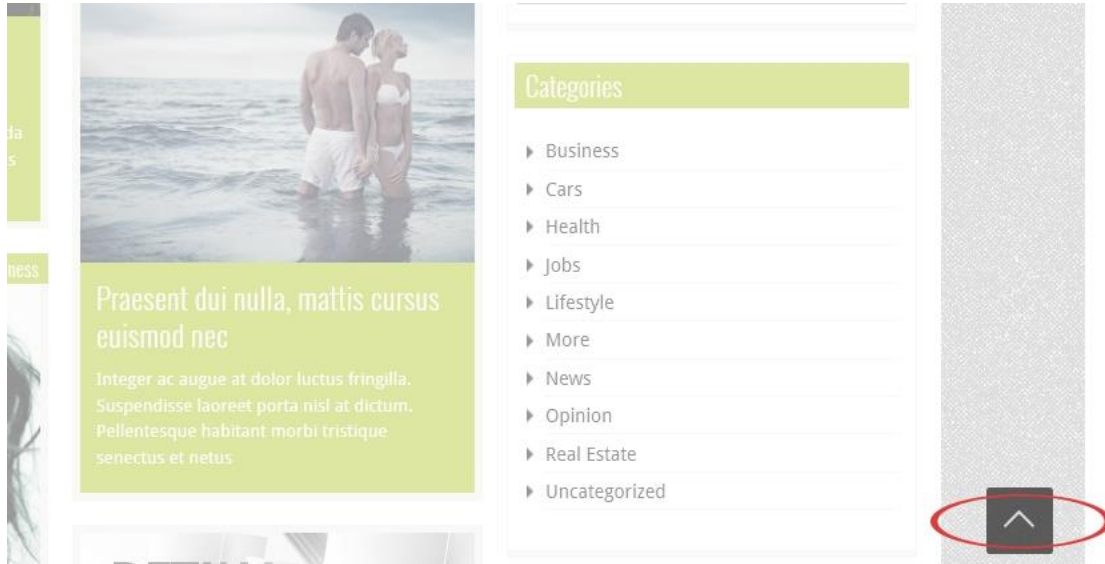 da
s
ness
Praesent dui nulla, mattis cursus
euismod nec
Integer ac augue at dolor luctus fringilla.
Suspendisse laoreet porta nisl at dictum.
Pellentesque habitant morbi tristique
senectus et netus
Categories
Business
Cars
Health
Jobs
Lifestyle
More
News
Opinion
Real Estate
Uncategorized